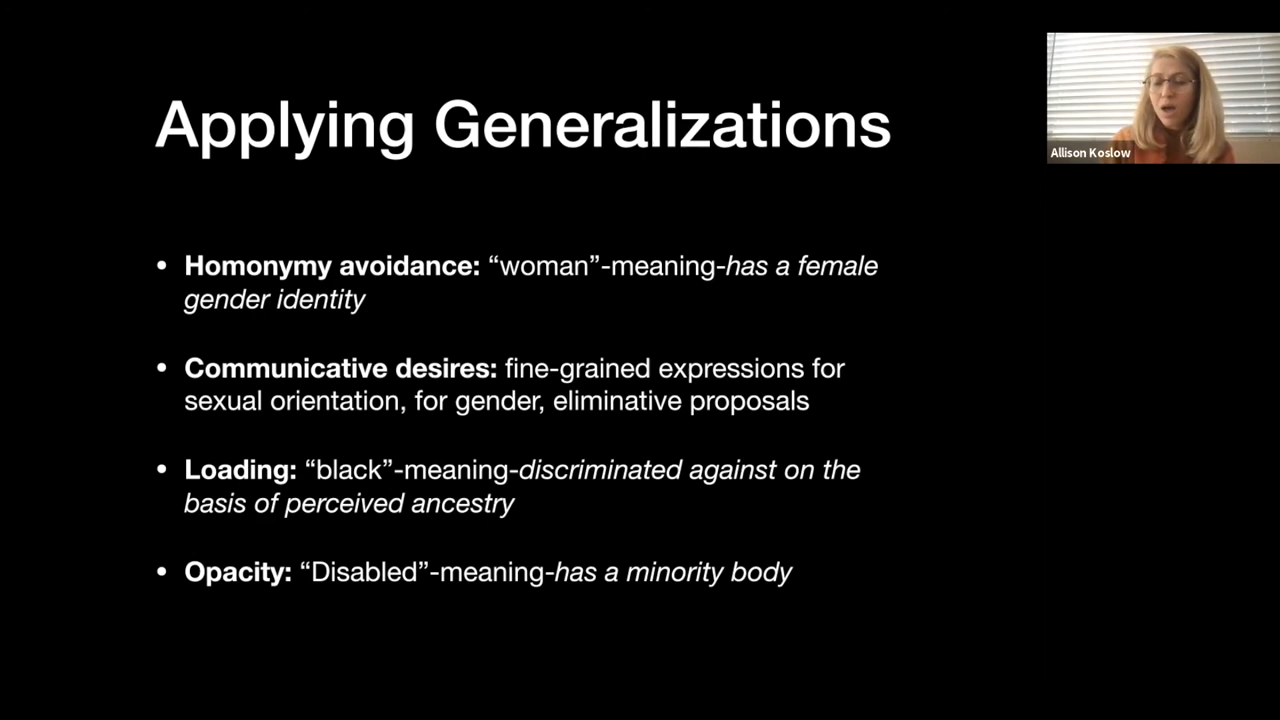 Applying Generalizations
Allison Koslow
• Homonymy avoidance: “woman”-meaning-has a female
gender identity
• Communicative desires: fine-grained expressions for
sexual orientation, for gender, eliminative proposals
• Loading: “black”-meaning-discriminated against on the
basis of perceived ancestry
• Opacity: “Disabled”-meaning-has a minority body